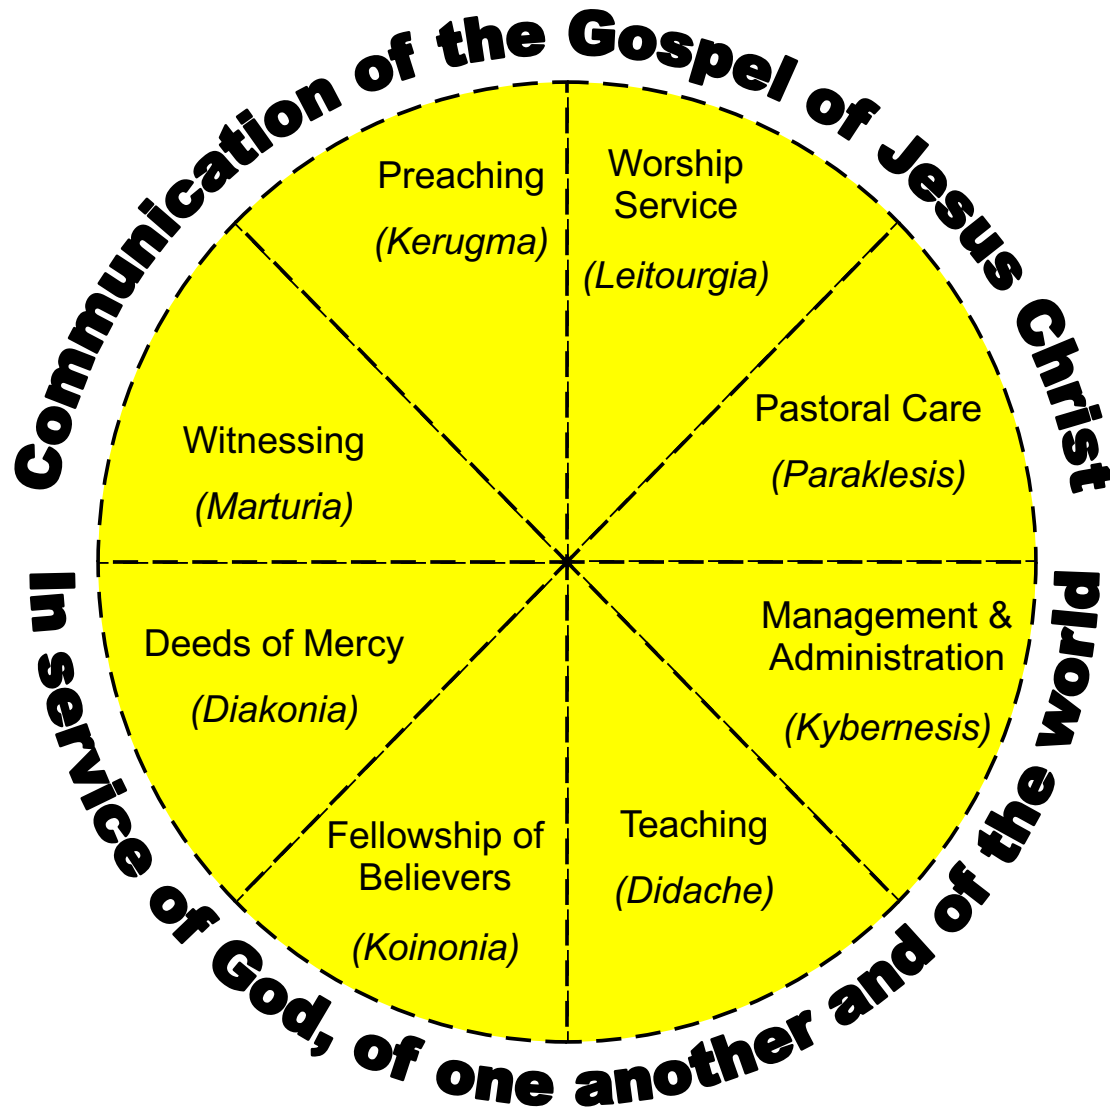 Communication of the Gospel of Jesus Christ
Preaching
(Kerugma)
Worship
Service
(Leitourgia)
Pastoral Care
(Paraklesis)
Management &
Administration
(Kybernesis)
Teaching
(Didache)
Fellowship of
Believers
(Koinonia)
Deeds of Mercy
(Diakonia)
Witnessing
(Marturia)
In service of God, of one another and of the world